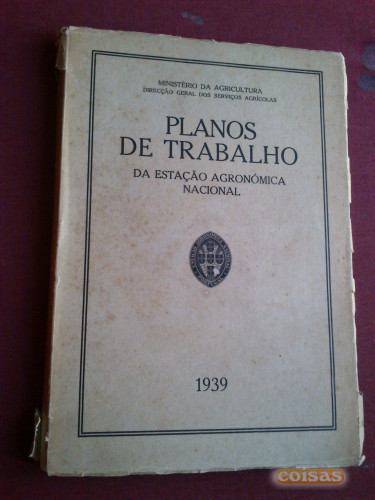 MINISTÉRIO DA AGRICULTURA
DIRECÇÃO GERAL DOS SERVIÇOS AGRÍCOLAS
PLANOS
DE TRABALHO
DA ESTAÇÃO AGRONÓMICA
NACIONAL
1939
coisas